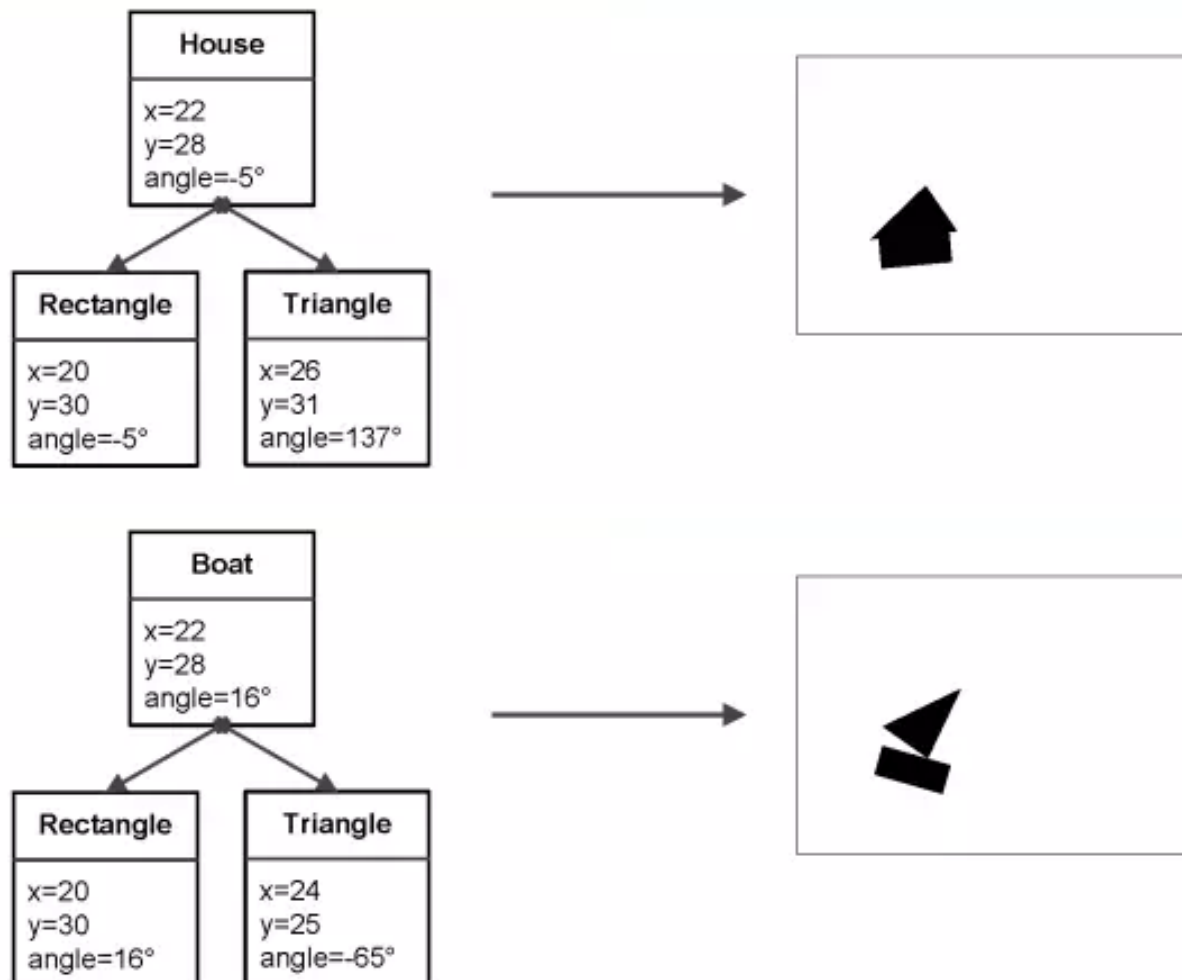 House
x=22
y=28
angle=-5°
Rectangle
x=20
y=30
angle=-5°
Triangle
x=26
y=31
angle=137°
Boat
x=22
y=28
angle=16°
Rectangle
x=20
y=30
angle=16°
Triangle
x=24
y=25
angle=-65°